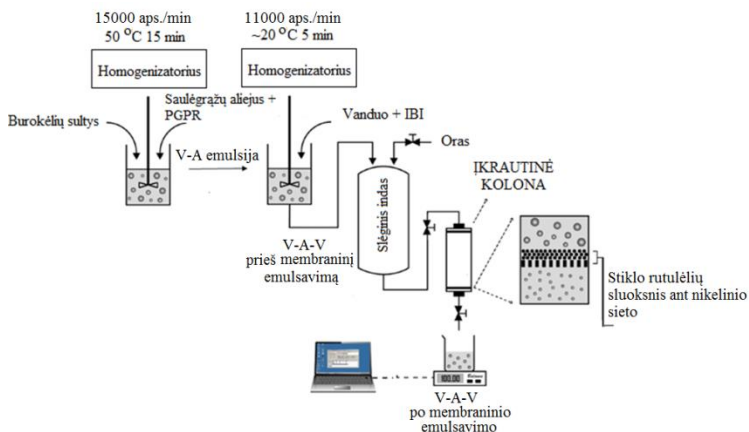 15000 aps./min
50 °C 15 min
Homogenizatorius
11000 aps./min
~20 °C 5 min
Homogenizatorius
Burokėlių sultys
Saulėgrąžų aliejus +
PGPR
V-A emulsija
Vanduo + IBI
Oras
V-A-V
prieš membraninį
emulsavimą
Slėginis indas
ĮKRAUTINĖ
KOLONA
Stiklo rutulėlių
sluoksnis ant nikelinio
sieto
100.00
V-A-V
po membraninio
emulsavimo